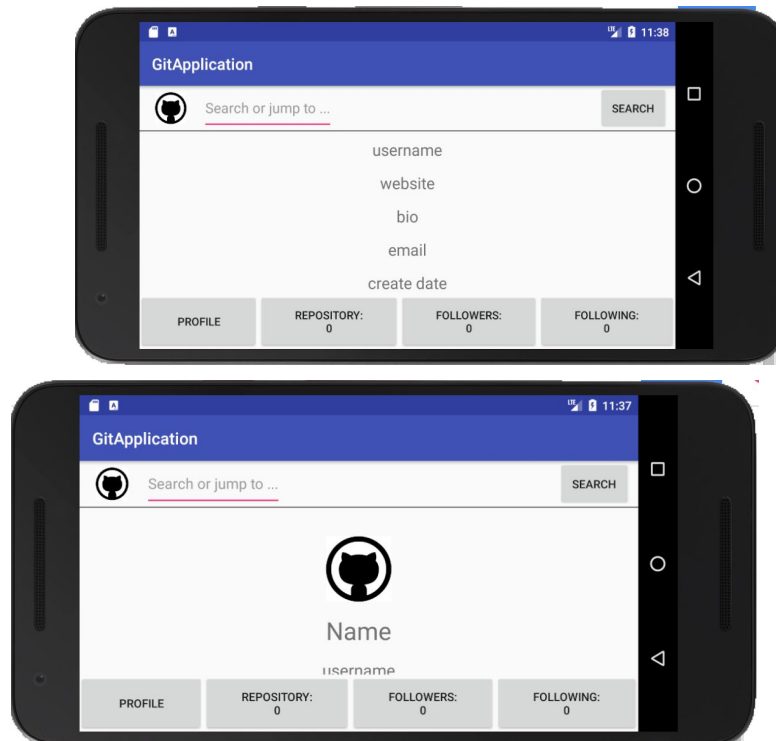 LTE 11:38
GitApplication
Search or jump to ... SEARCH
username
website
bio
email
create date
PROFILE REPOSITORY: FOLLOWERS: FOLLOWING:
0 0 0
LTE 11:37
GitApplication
Search or jump to ... SEARCH
Name
username
PROFILE REPOSITORY: FOLLOWERS: FOLLOWING:
0 0 0